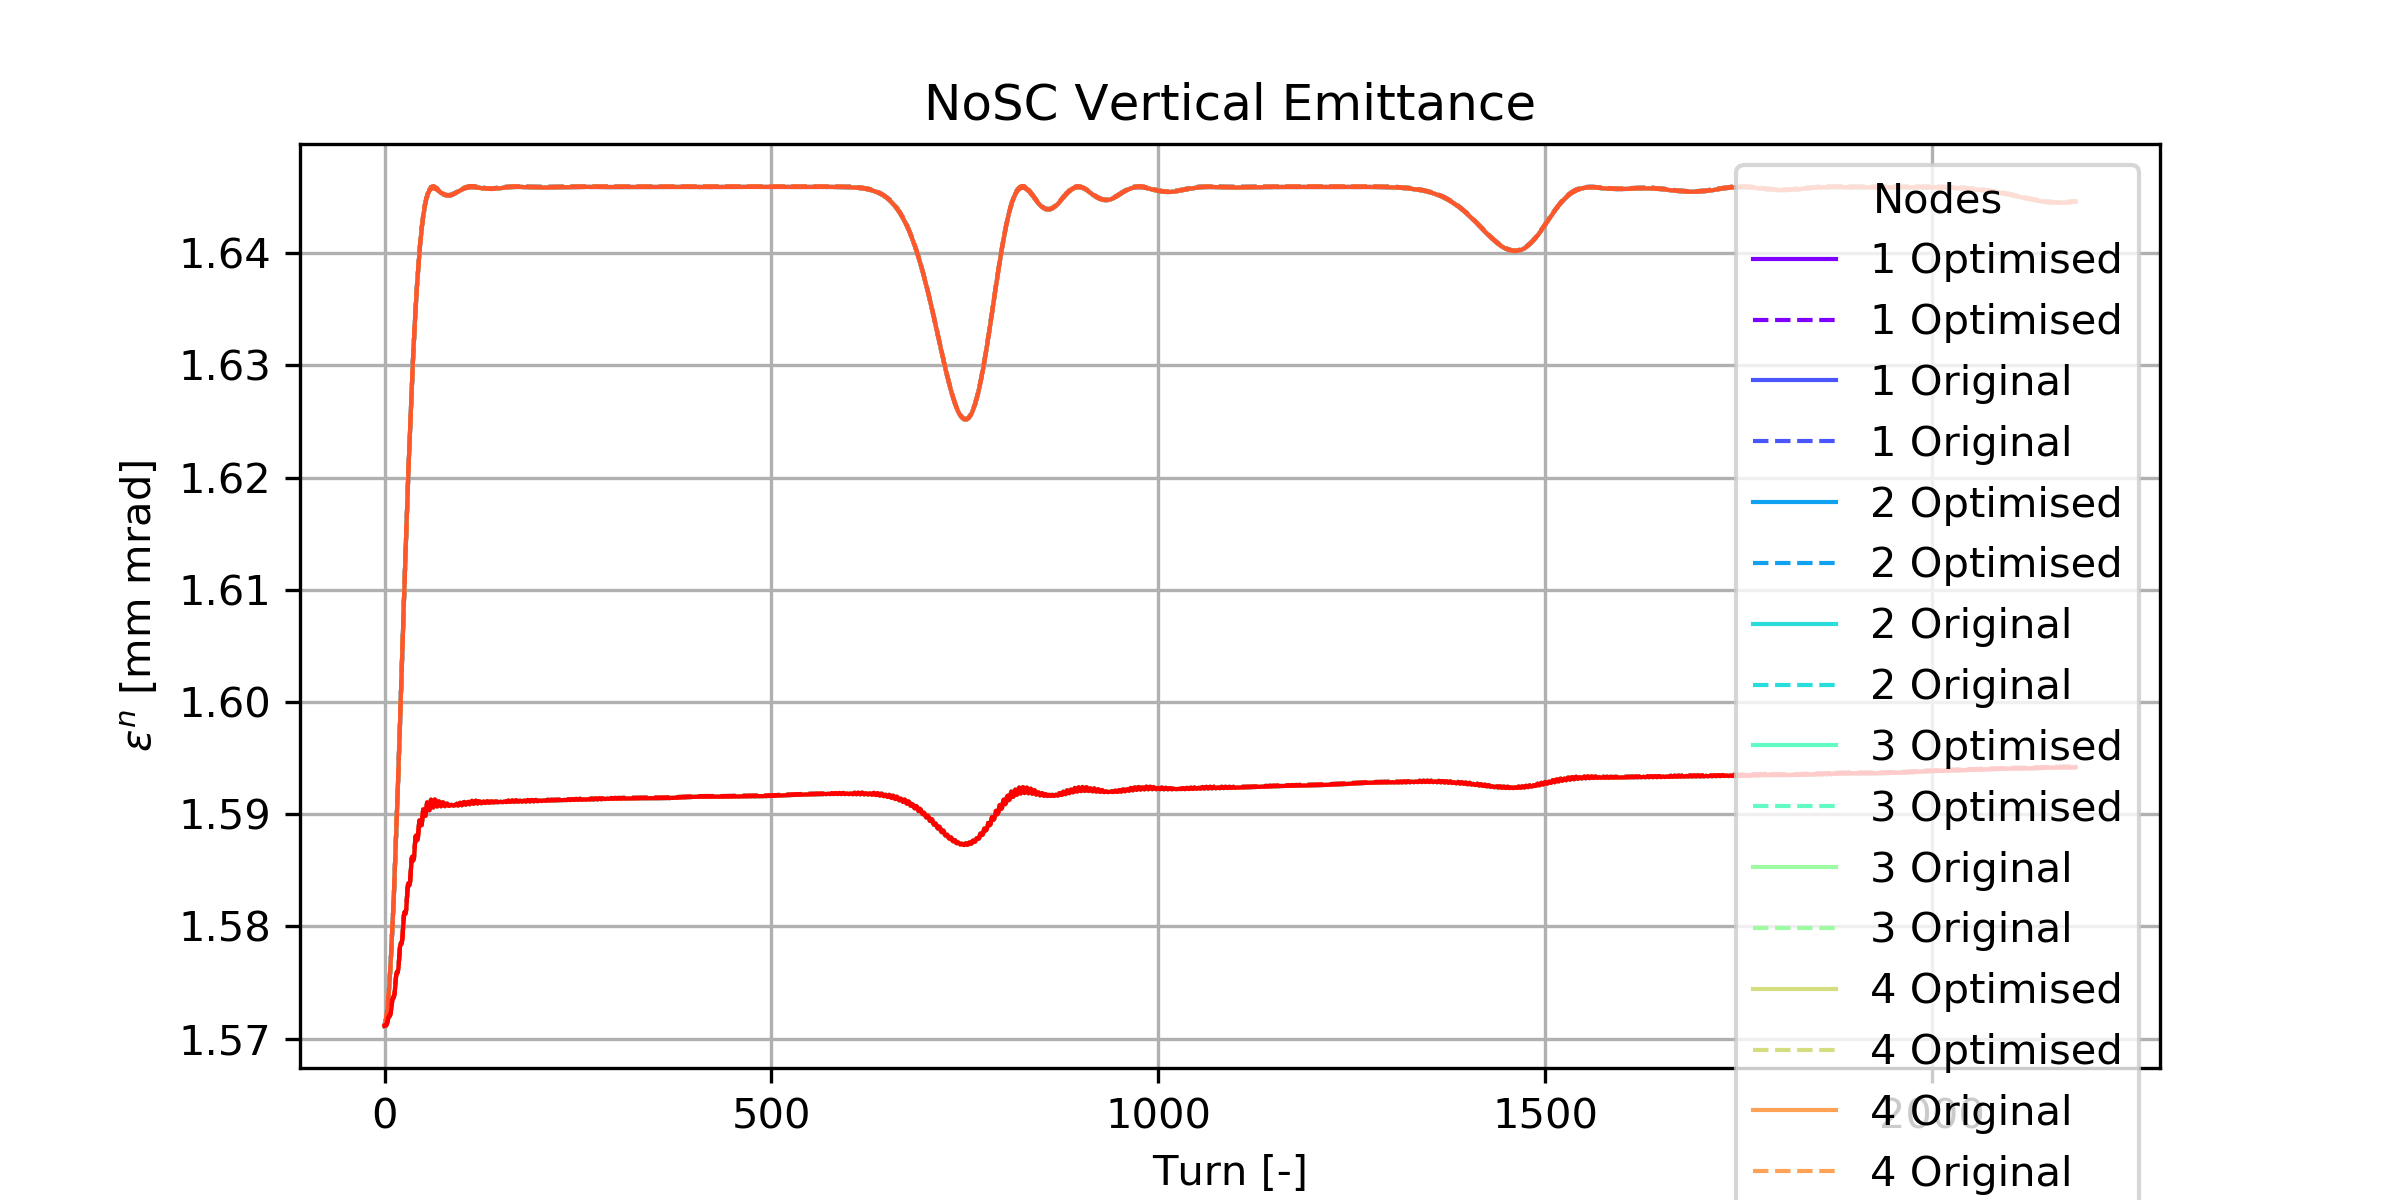 NoSC Vertical Emittance
1.64
1.63
1.62
1.61
1.60
1.59
1.58
1.57
εⁿ [mm mrad]
0
500
1000
1500
2000
Turn [-]
Nodes
1 Optimised
1 Optimised
1 Original
1 Original
2 Optimised
2 Optimised
2 Original
2 Original
3 Optimised
3 Optimised
3 Original
3 Original
4 Optimised
4 Optimised
4 Original
4 Original